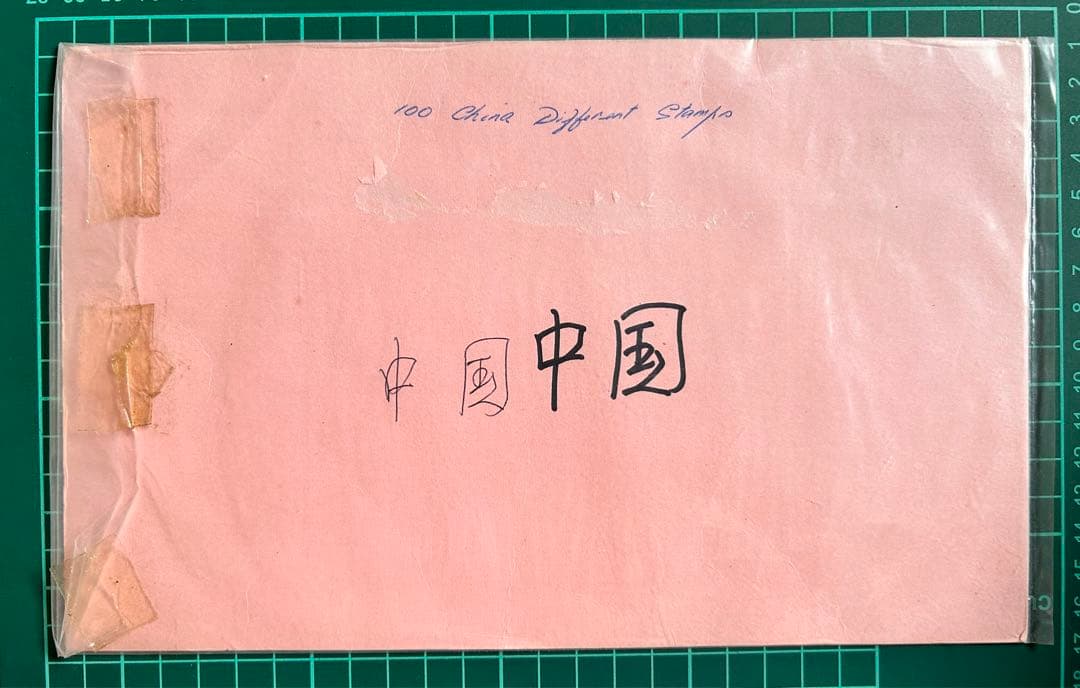 100 China Different Stamps
中国 中国